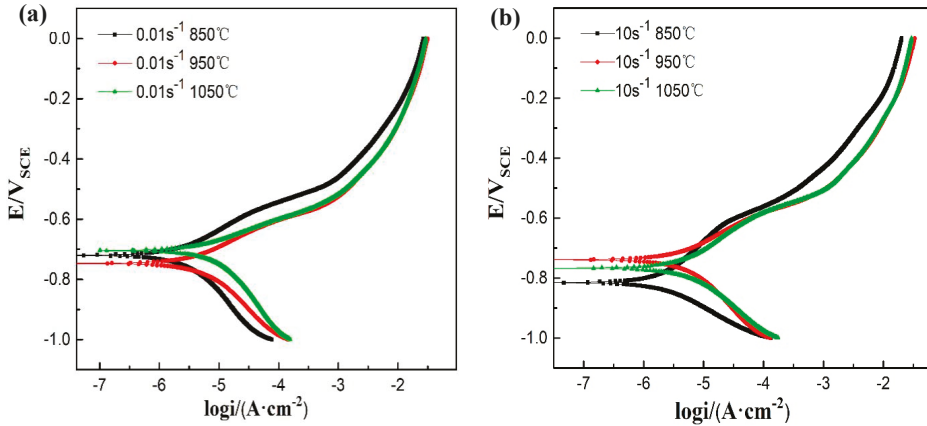 (a)
0.01s⁻¹ 850℃
0.01s⁻¹ 950℃
0.01s⁻¹ 1050℃
0.0
-0.2
-0.4
-0.6
-0.8
-1.0
E/V_SCE
-7 -6 -5 -4 -3 -2
logi/(A·cm⁻²)
(b)
10s⁻¹ 850℃
10s⁻¹ 950℃
10s⁻¹ 1050℃
0.0
-0.2
-0.4
-0.6
-0.8
-1.0
E/V_SCE
-7 -6 -5 -4 -3 -2
logi/(A·cm⁻²)